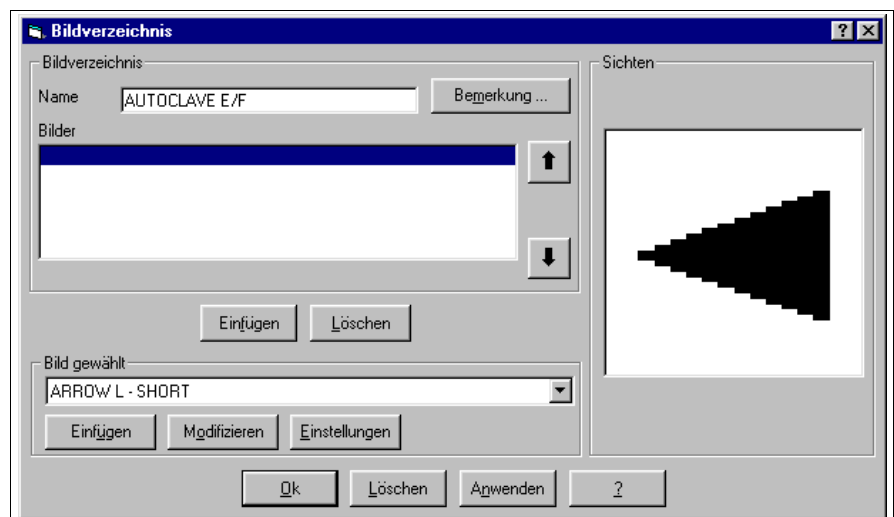 Bildverzeichnis
Bildverzeichnis
Name AUTOCLAVE E/F Bemerkung ...
Bilder
Einfügen Löschen
Bild gewählt
ARROW L - SHORT
Einfügen Modifizieren Einstellungen
Sichten
Ok Löschen Anwenden ?